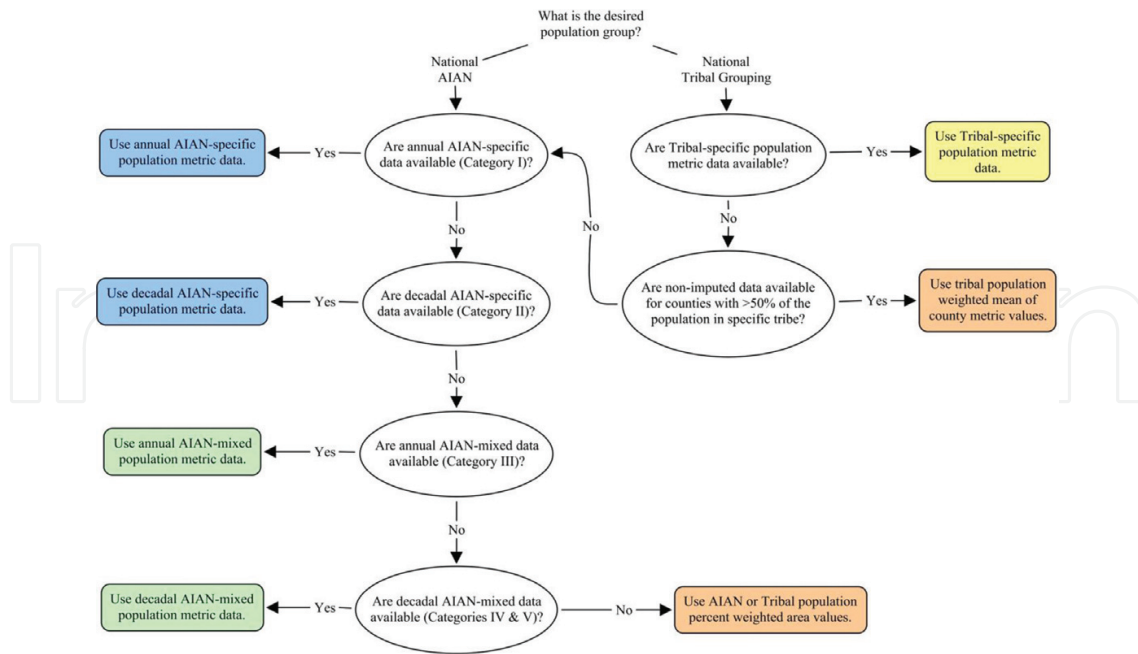 What is the desired
population group?
National
AIAN
National
Tribal Grouping
Use annual AIAN-specific
population metric data.
Yes
Are annual AIAN-specific
data available (Category I)?
Are Tribal-specific population
metric data available?
Yes
Use Tribal-specific
population metric
data.
No
No
No
Use decadal AIAN-specific
population metric data.
Yes
Are decadal AIAN-specific
data available (Category II)?
Are non-imputed data available
for counties with >50% of the
population in specific tribe?
Yes
Use tribal population
weighted mean of
county metric values.
No
Use annual AIAN-mixed
population metric data.
Yes
Are annual AIAN-mixed data
available (Category III)?
No
Use decadal AIAN-mixed
population metric data.
Yes
Are decadal AIAN-mixed data
available (Categories IV & V)?
No
Use AIAN or Tribal population
percent weighted area values.